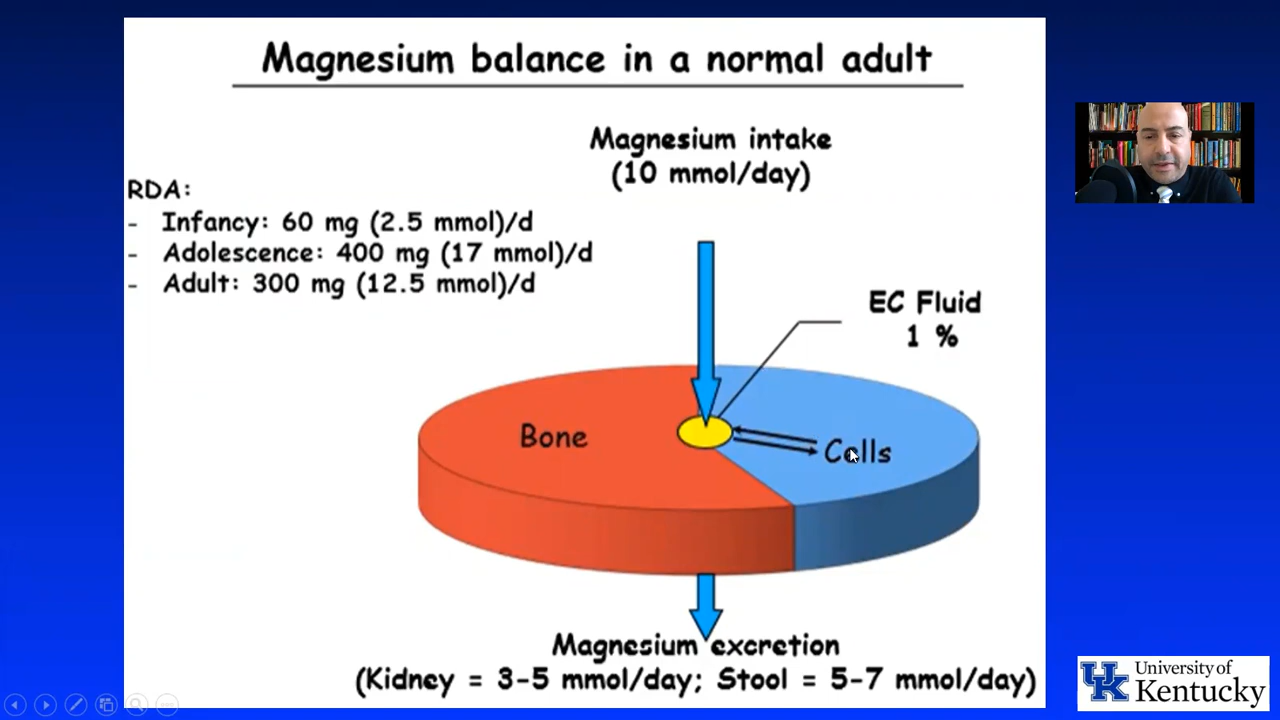 Magnesium balance in a normal adult
Magnesium intake
(10 mmol/day)
RDA:
- Infancy: 60 mg (2.5 mmol)/d
- Adolescence: 400 mg (17 mmol)/d
- Adult: 300 mg (12.5 mmol)/d
EC Fluid
1 %
Bone
Cells
Magnesium excretion
(Kidney = 3-5 mmol/day; Stool = 5-7 mmol/day)
UK University of
Kentucky